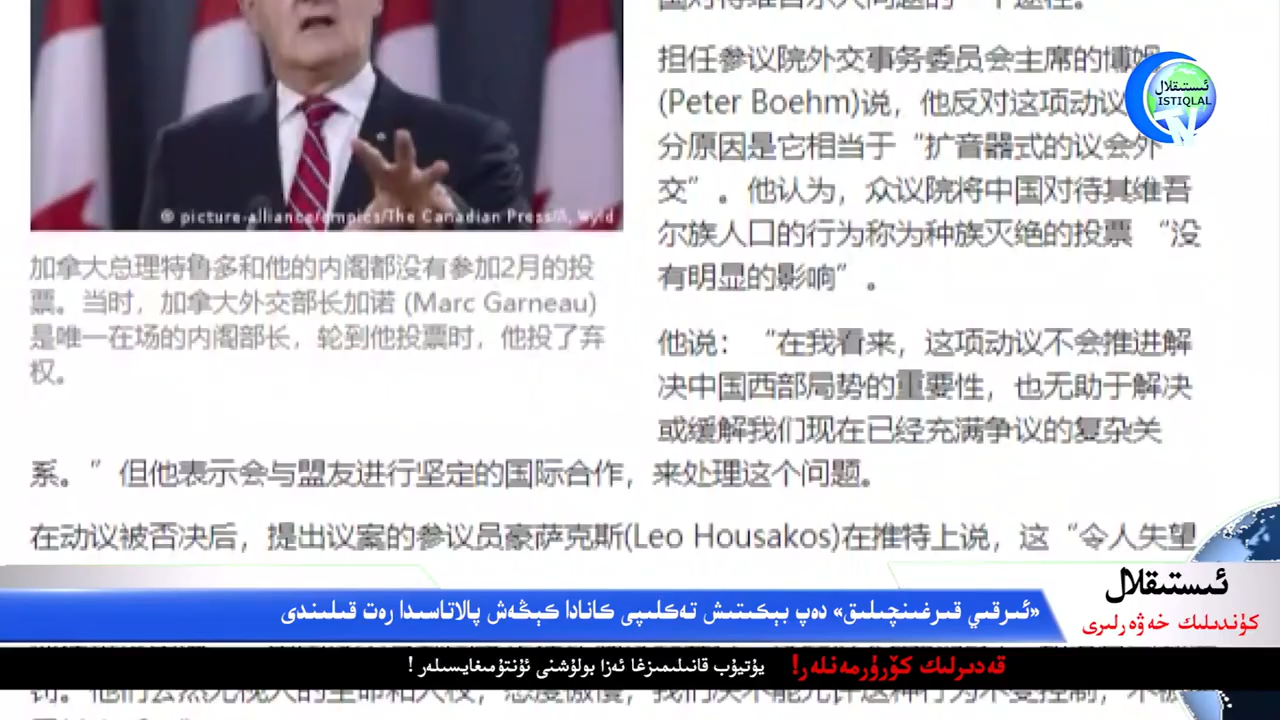 © picture-alliance/empics/The Canadian Press/A. Wyld
加拿大总理特鲁多和他的内阁都没有参加2月的投
票。当时，加拿大外交部长加诺 (Marc Garneau)
是唯一在场的内阁部长，轮到他投票时，他投了弃
权。
担任参议院外交事务委员会主席的博姆
(Peter Boehm)说，他反对这项动议
分原因是它相当于“扩音器式的议会外
交”。他认为，众议院将中国对待其维吾
尔族人口的行为称为种族灭绝的投票“没
有明显的影响”。
他说：“在我看来，这项动议不会推进解
决中国西部局势的重要性，也无助于解决
或缓解我们现在已经充满争议的复杂关
系。”但他表示会与盟友进行坚定的国际合作，来处理这个问题。
在动议被否决后，提出议案的参议员豪萨克斯(Leo Housakos)在推特上说，这“令人失望
ئىستىقلال
ISTIQLAL
TV
ئىستىقلال
كۈندىلىك خەۋەرلىرى
«ئىرقىي قىرغىنچىلىق» دەپ بېكىتىش تەكلىپى كانادا كېڭەش پالاتاسىدا رەت قىلىندى
قەدىرلىك كۆرۈرمەنلەر! يۇتيۇب قانىلىمىزغا ئەزا بولۇشنى ئۇنتۇمىغايسىلەر !